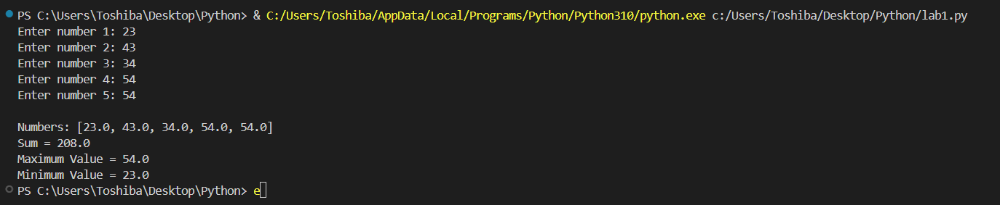 PS C:\Users\Toshiba\Desktop\Python> & C:/Users/Toshiba/AppData/Local/Programs/Python/Python310/python.exe c:/Users/Toshiba/Desktop/Python/lab1.py
Enter number 1: 23
Enter number 2: 43
Enter number 3: 34
Enter number 4: 54
Enter number 5: 54
Numbers: [23.0, 43.0, 34.0, 54.0, 54.0]
Sum = 208.0
Maximum Value = 54.0
Minimum Value = 23.0
PS C:\Users\Toshiba\Desktop\Python> e